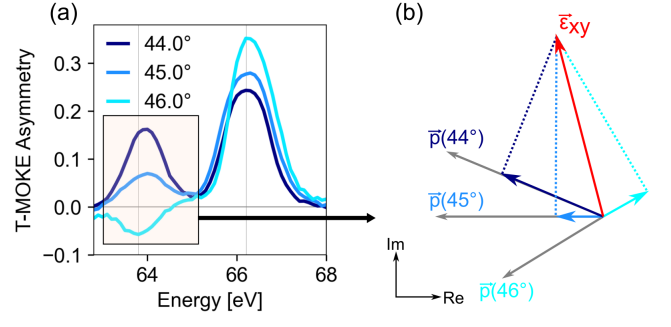 (a)
T-MOKE Asymmetry
0.3
0.2
0.1
0.0
−0.1
44.0°
45.0°
46.0°
64
66
68
Energy [eV]
(b)
ε⃗xy
p⃗(44°)
p⃗(45°)
p⃗(46°)
Im
Re